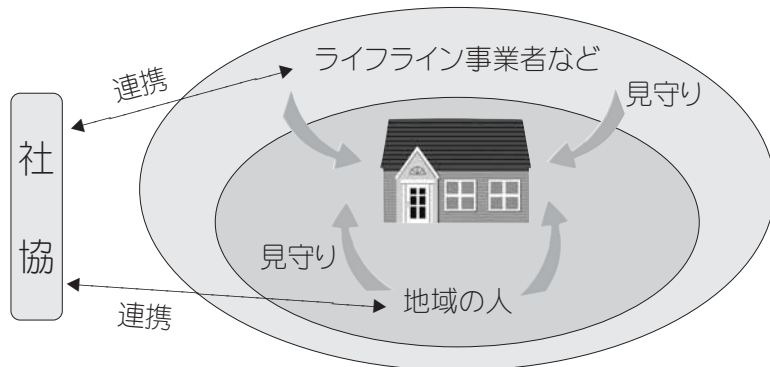 ライフライン事業者など
連携
見守り
社協
見守り
地域の人
連携